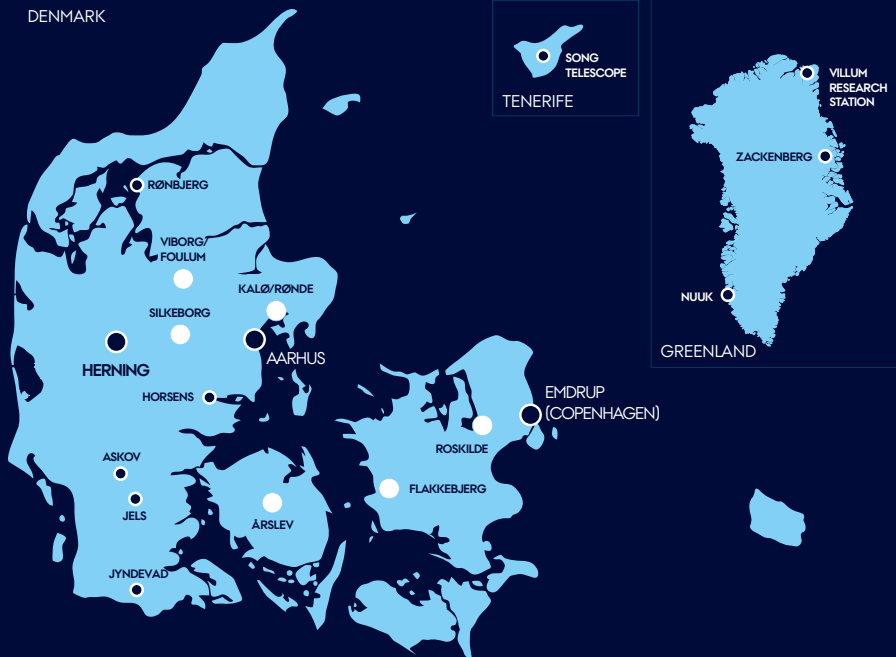 DENMARK
SONG
TELESCOPE
TENERIFE
VILLUM
RESEARCH
STATION
ZACKENBERG
NUUK
GREENLAND
RØNBJERG
VIBORG/
FOULUM
KALØ/RØNDE
SILKEBORG
HERNING
AARHUS
HORSENS
EMDRUP
(COPENHAGEN)
ROSKILDE
ASKOV
FLAKKEBJERG
JELS
ÅRSLEV
JYNDEVAD